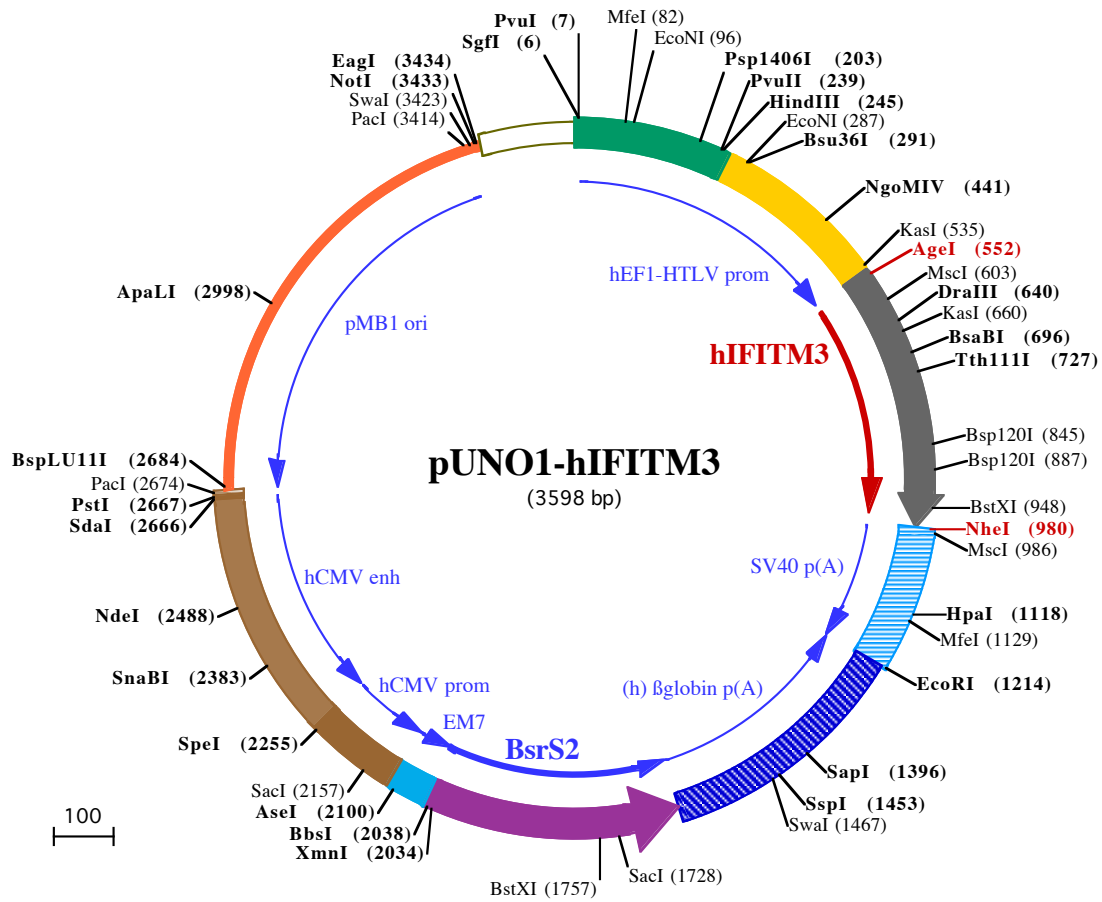 PvuI (7)
SgfI (6)
MfeI (82)
EcoNI (96)
EagI (3434)
NotI (3433)
SwaI (3423)
PacI (3414)
Psp1406I (203)
PvuII (239)
HindIII (245)
EcoNI (287)
Bsu36I (291)
NgoMIV (441)
KasI (535)
AgeI (552)
MscI (603)
DraIII (640)
KasI (660)
BsaBI (696)
Tth111I (727)
Bsp120I (845)
Bsp120I (887)
BstXI (948)
NheI (980)
MscI (986)
HpaI (1118)
MfeI (1129)
EcoRI (1214)
SapI (1396)
SspI (1453)
SwaI (1467)
SacI (1728)
BstXI (1757)
XmnI (2034)
BbsI (2038)
AseI (2100)
SacI (2157)
SpeI (2255)
SnaBI (2383)
NdeI (2488)
SdaI (2666)
PstI (2667)
PacI (2674)
BspLU11I (2684)
ApaLI (2998)
hEF1-HTLV prom
hIFITM3
pMB1 ori
pUNO1-hIFITM3
(3598 bp)
SV40 p(A)
hCMV enh
hCMV prom
(h) ßglobin p(A)
EM7
BsrS2
100